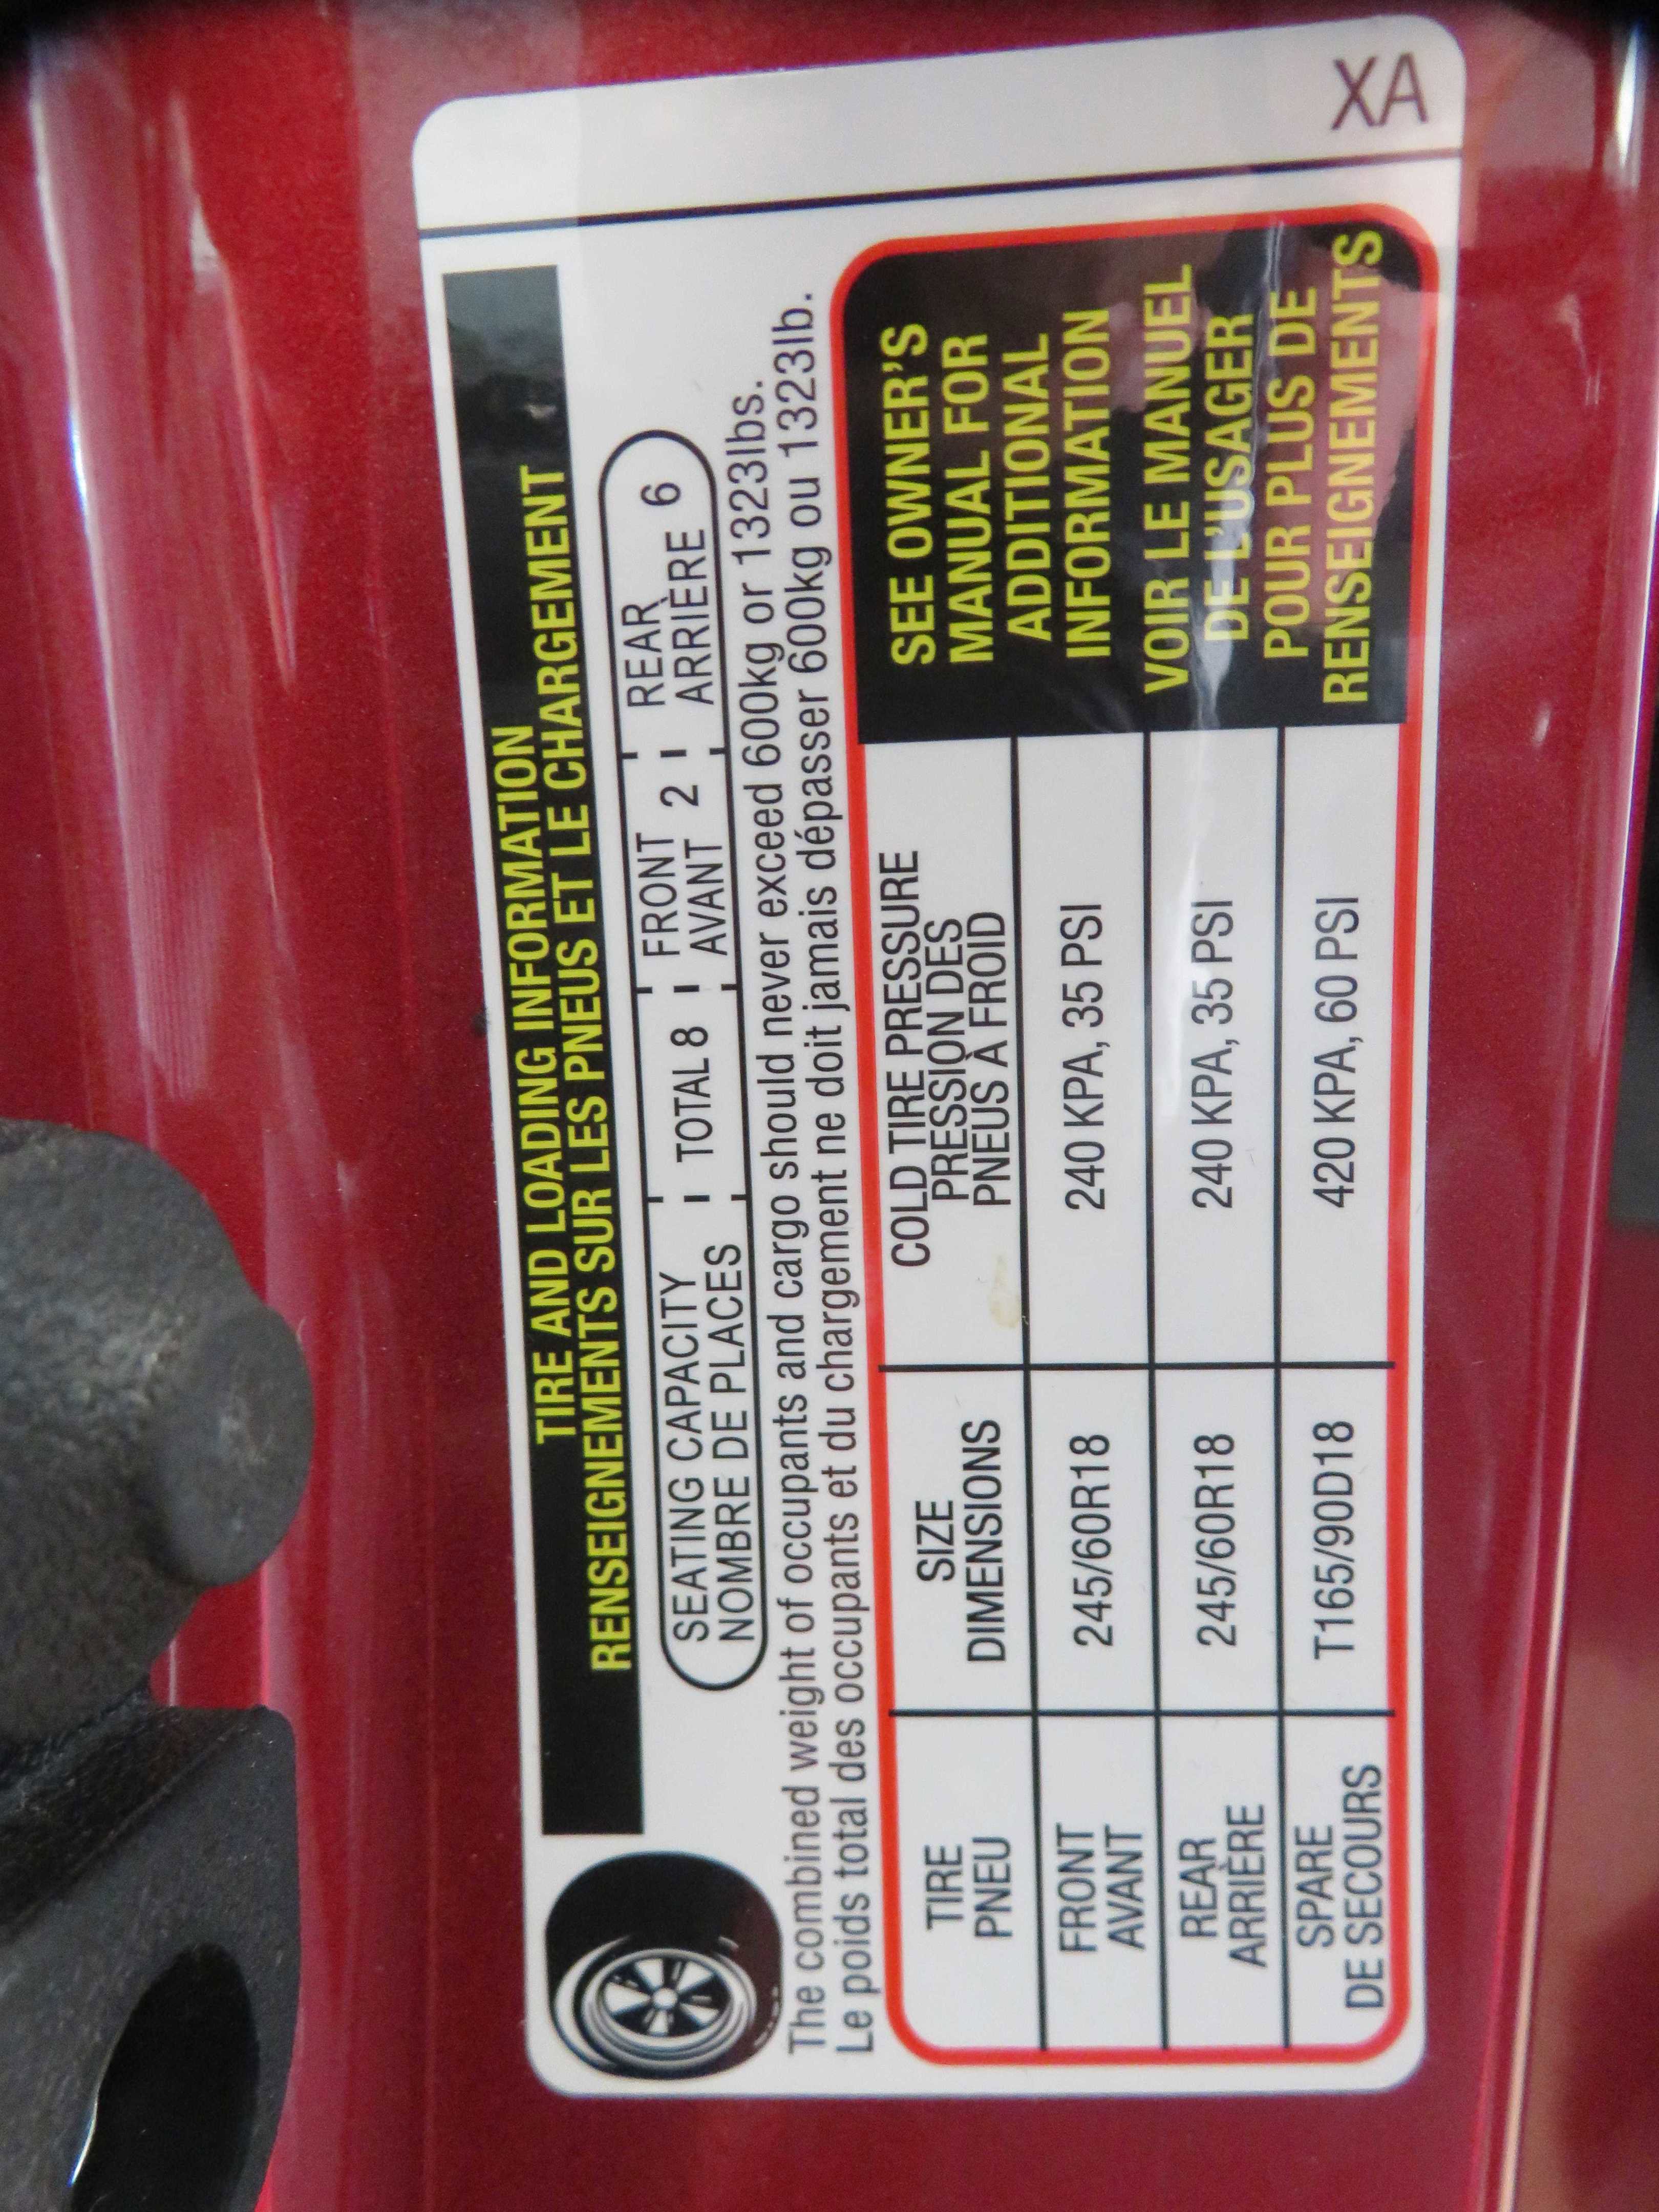 TIRE AND LOADING INFORMATION
RENSEIGNEMENTS SUR LES PNEUS ET LE CHARGEMENT
SEATING CAPACITY
NOMBRE DE PLACES
TOTAL 8
FRONT
AVANT 2
REAR
ARRIÈRE 6
The combined weight of occupants and cargo should never exceed 600kg or 1323lbs.
Le poids total des occupants et du chargement ne doit jamais dépasser 600kg ou 1323lb.
TIRE
PNEU
SIZE
DIMENSIONS
COLD TIRE PRESSURE
PRESSION DES
PNEUS À FROID
FRONT
AVANT
245/60R18
240 KPA, 35 PSI
REAR
ARRIÈRE
245/60R18
240 KPA, 35 PSI
SPARE
DE SECOURS
T165/90D18
420 KPA, 60 PSI
SEE OWNER'S
MANUAL FOR
ADDITIONAL
INFORMATION
VOIR LE MANUEL
DE L'USAGER
POUR PLUS DE
RENSEIGNEMENTS
XA